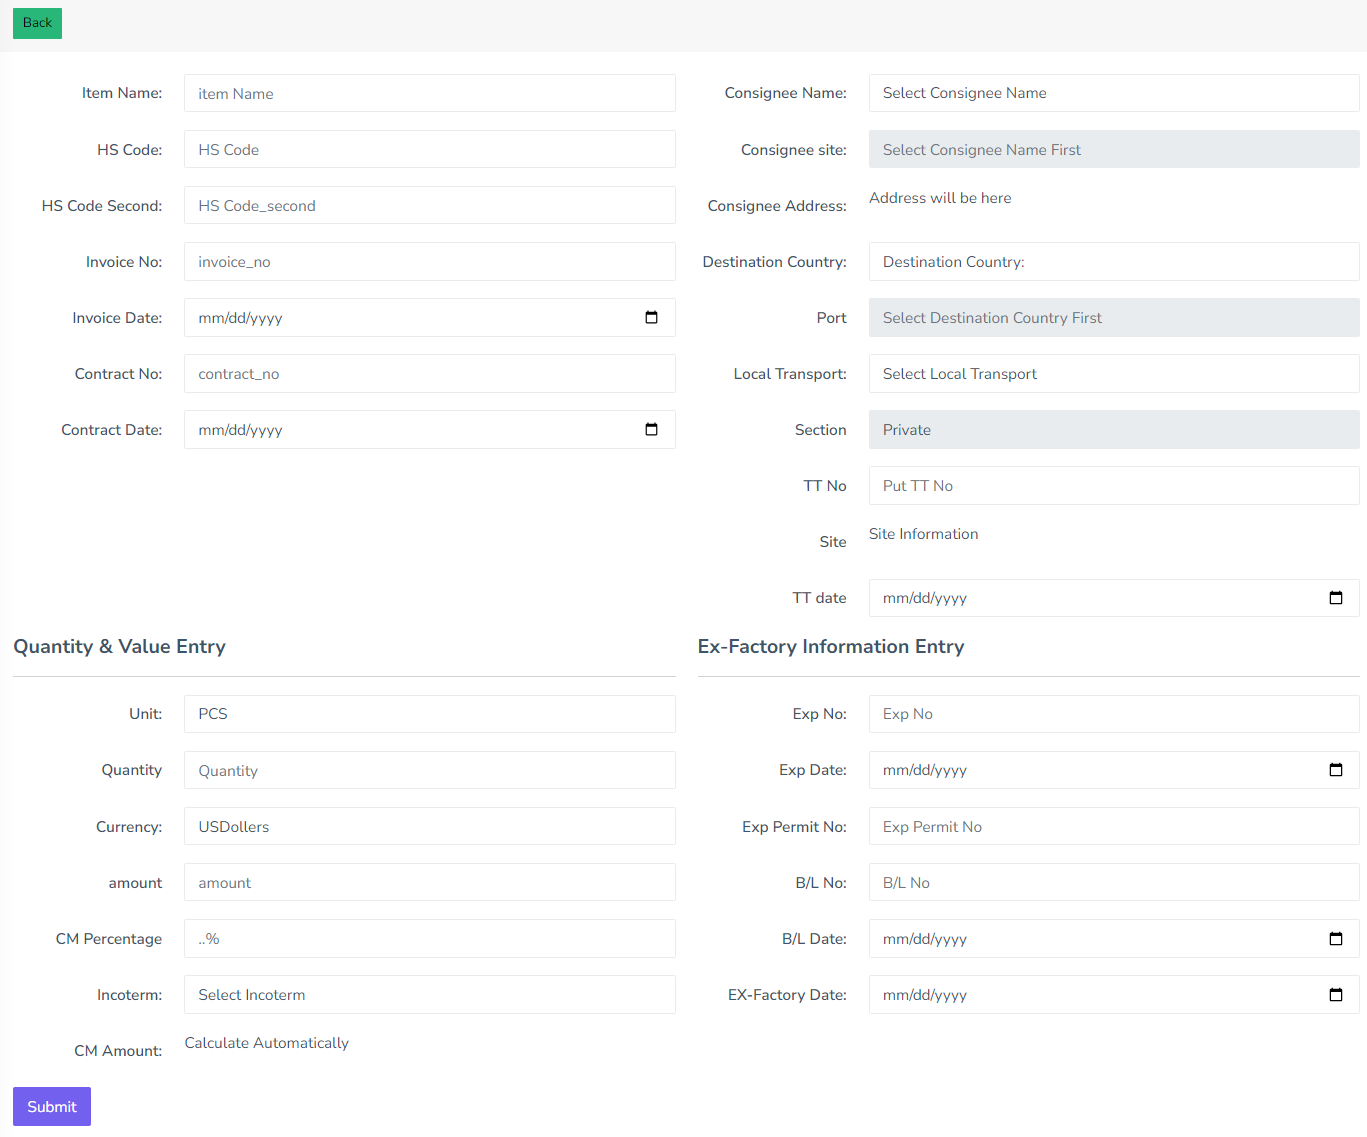 Back
Item Name: item Name
HS Code: HS Code
HS Code Second: HS Code_second
Invoice No: invoice_no
Invoice Date: mm/dd/yyyy
Contract No: contract_no
Contract Date: mm/dd/yyyy
Consignee Name: Select Consignee Name
Consignee site: Select Consignee Name First
Consignee Address: Address will be here
Destination Country: Destination Country:
Port Select Destination Country First
Local Transport: Select Local Transport
Section Private
TT No Put TT No
Site Site Information
TT date mm/dd/yyyy
Quantity & Value Entry
Unit: PCS
Quantity Quantity
Currency: USDollers
amount amount
CM Percentage ..%
Incoterm: Select Incoterm
CM Amount: Calculate Automatically
Ex-Factory Information Entry
Exp No: Exp No
Exp Date: mm/dd/yyyy
Exp Permit No: Exp Permit No
B/L No: B/L No
B/L Date: mm/dd/yyyy
EX-Factory Date: mm/dd/yyyy
Submit